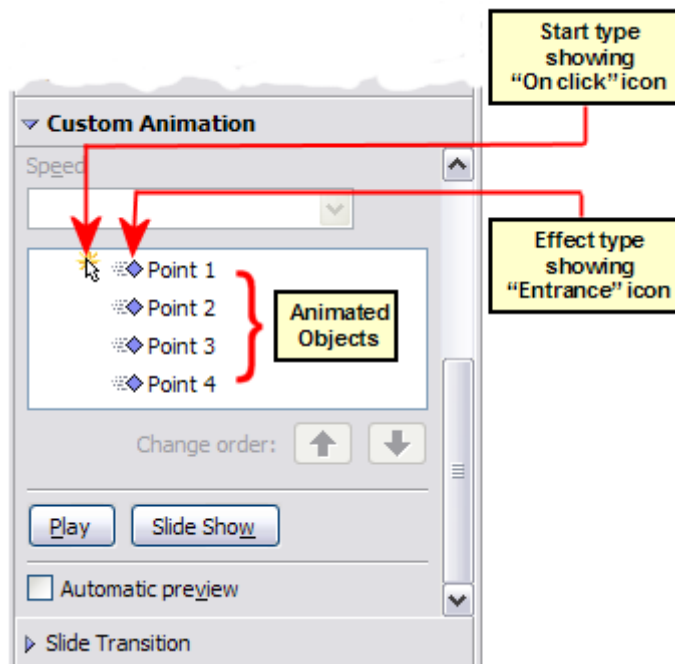 Start type
showing
“On click” icon
Custom Animation
Speed
Effect type
showing
“Entrance” icon
Point 1
Point 2
Point 3
Point 4
Animated
Objects
Change order:
Play
Slide Show
Automatic preview
Slide Transition